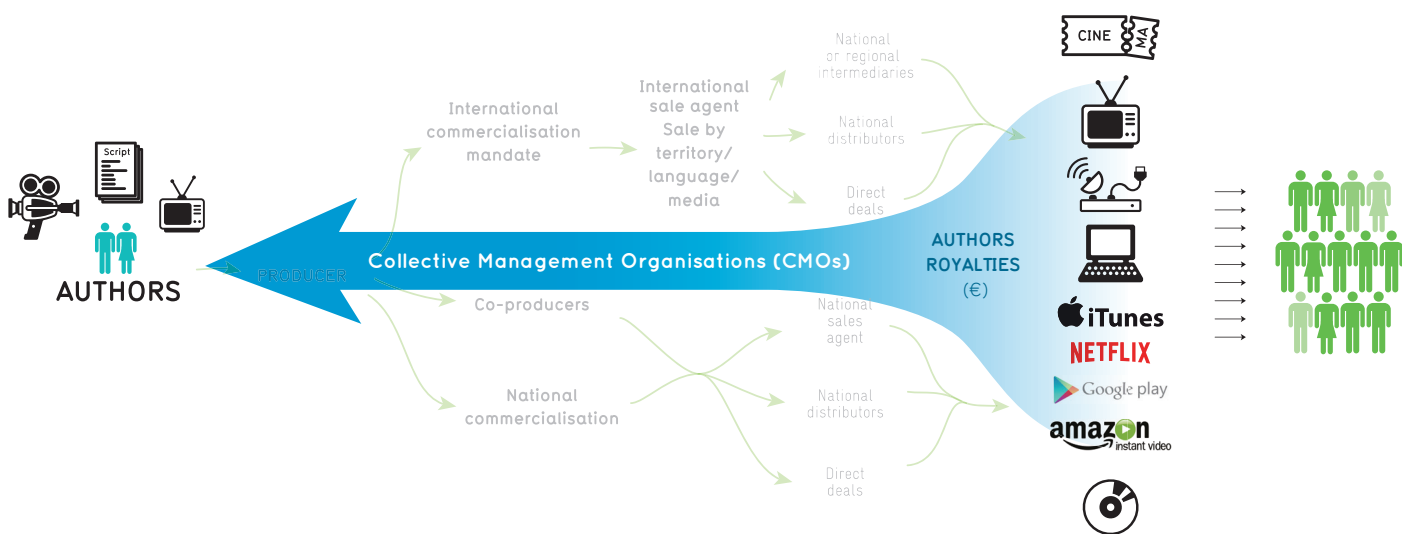 CINE
MA
National
or regional
intermediaries
International
sale agent
Sale by
territory/
language/
media
International
commercialisation
mandate
National
distributors
Script
Direct
deals
AUTHORS
ROYALTIES
(€)
Collective Management Organisations (CMOs)
PRODUCER
AUTHORS
Co-producers
National
sales
agent
iTunes
NETFLIX
Google play
National
commercialisation
National
distributors
amazon
instant video
Direct
deals